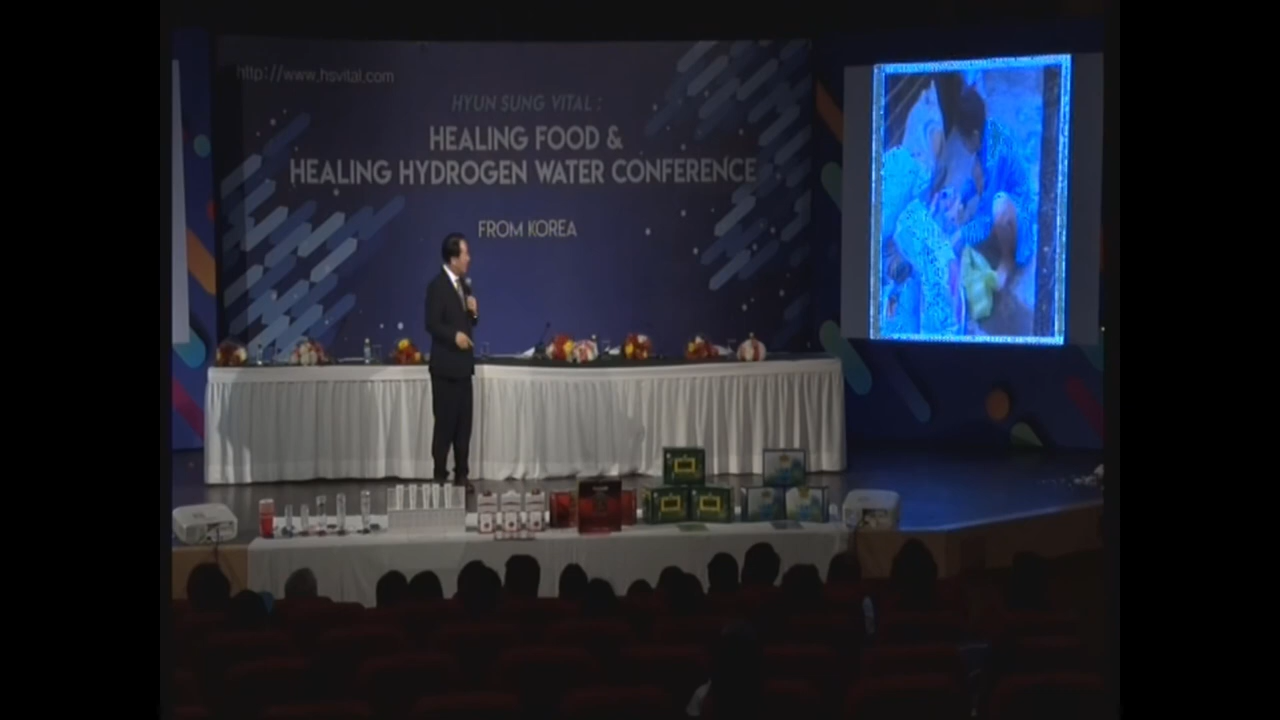 http://www.hsvital.com
HYUN SUNG VITAL :
HEALING FOOD &
HEALING HYDROGEN WATER CONFERENCE
FROM KOREA